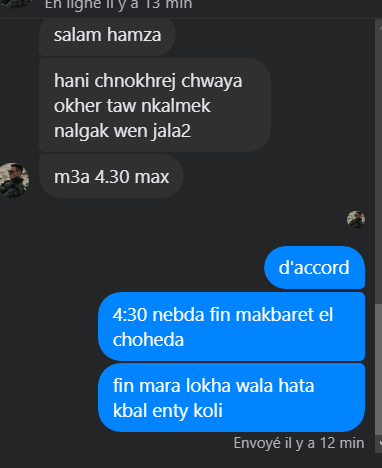 En ligne il y a 13 min
salam hamza
hani chnokhrej chwaya
okher taw nkalmek
nalgak wen jala2
m3a 4.30 max
d'accord
4:30 nebda fin makbaret el
choheda
fin mara lokha wala hata
kbal enty koli
Envoyé il y a 12 min